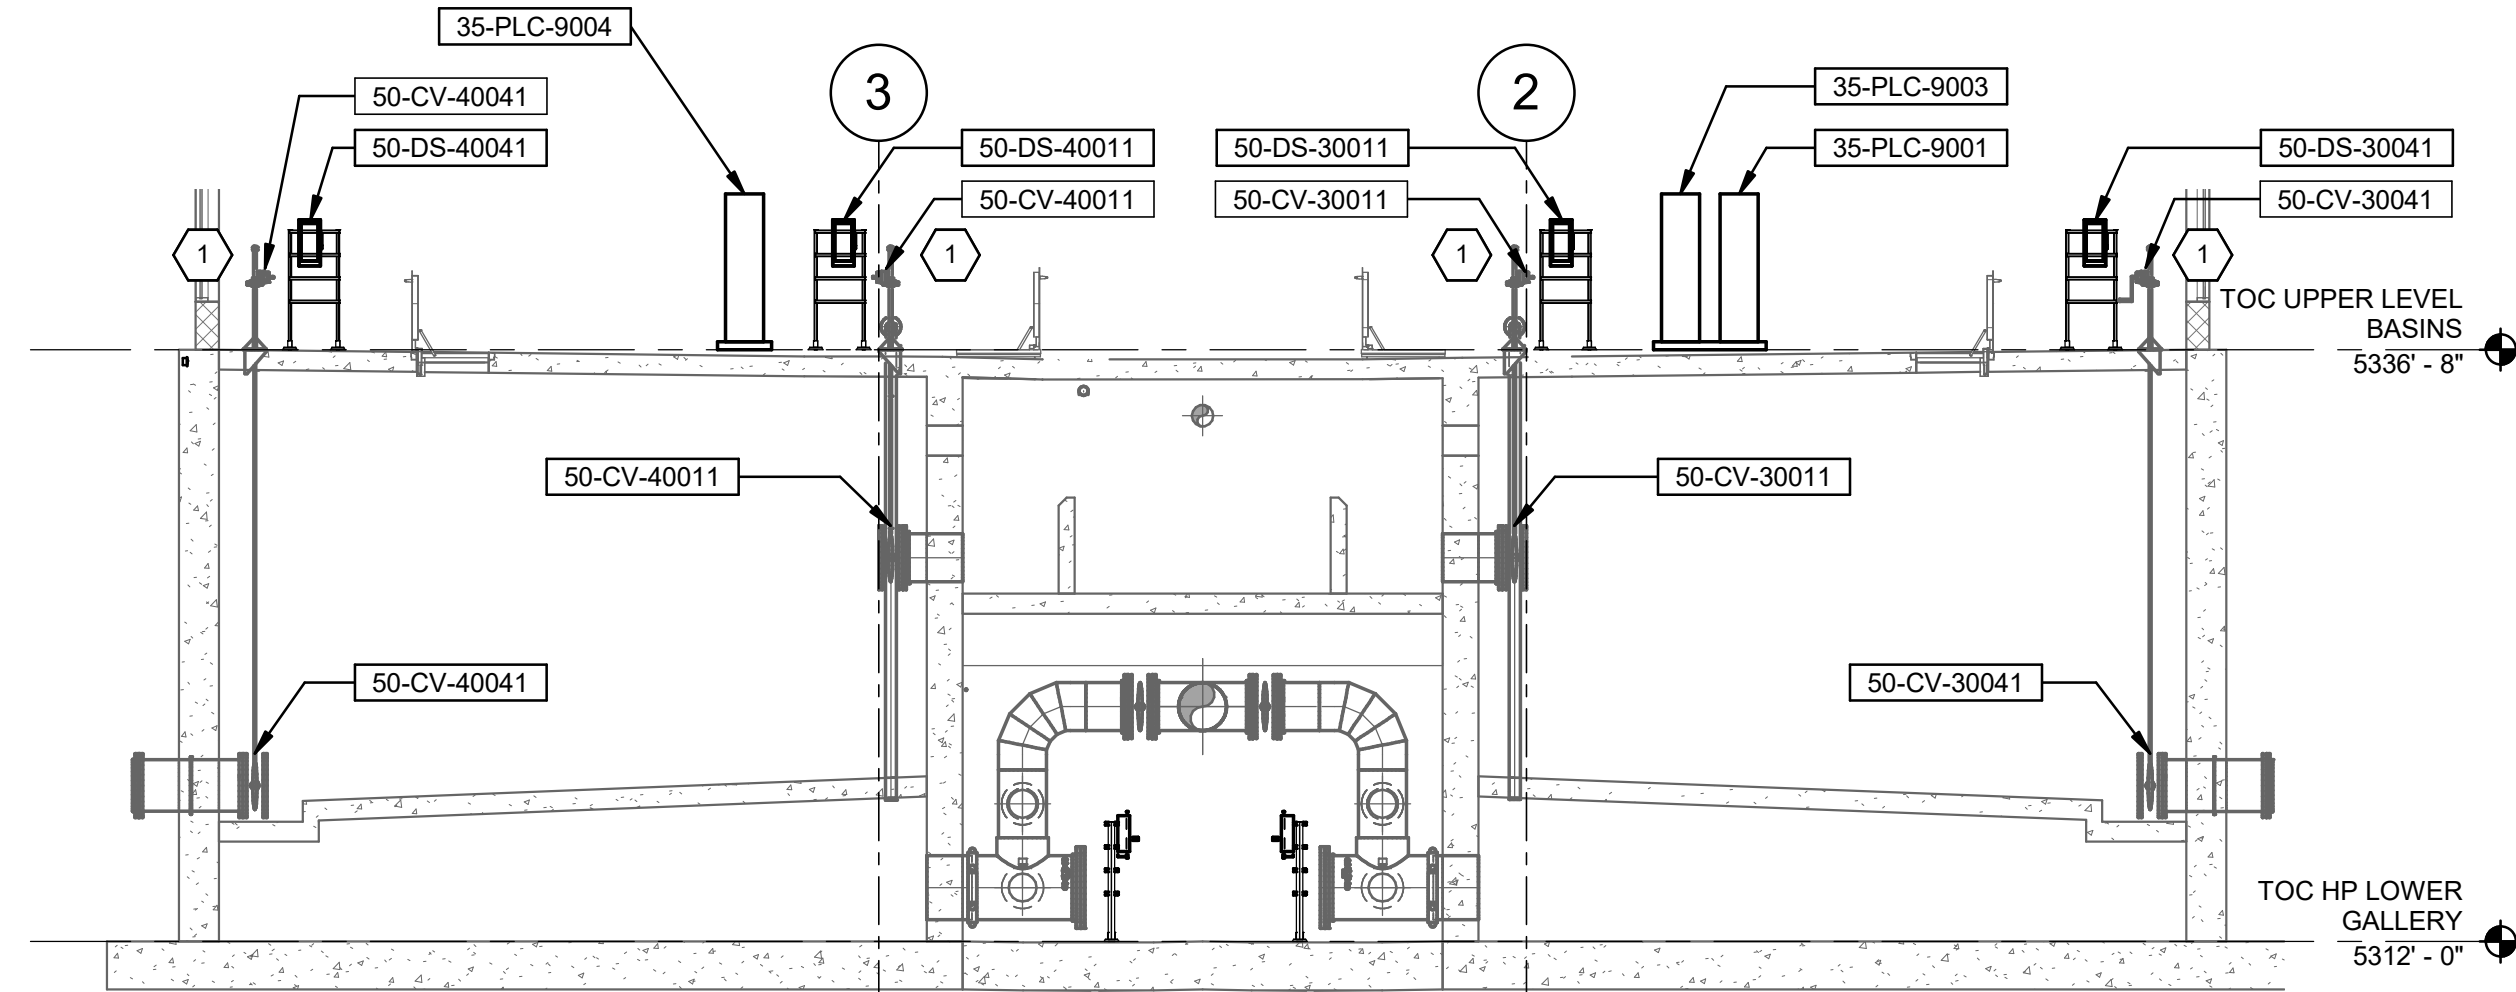 35-PLC-9004
3
2
50-CV-40041
35-PLC-9003
50-DS-40041
50-DS-40011
50-DS-30011
35-PLC-9001
50-DS-30041
50-CV-40011
50-CV-30011
50-CV-30041
1
1
1
1
TOC UPPER LEVEL
BASINS
5336' - 8"
50-CV-40011
50-CV-30011
50-CV-40041
50-CV-30041
TOC HP LOWER
GALLERY
5312' - 0"